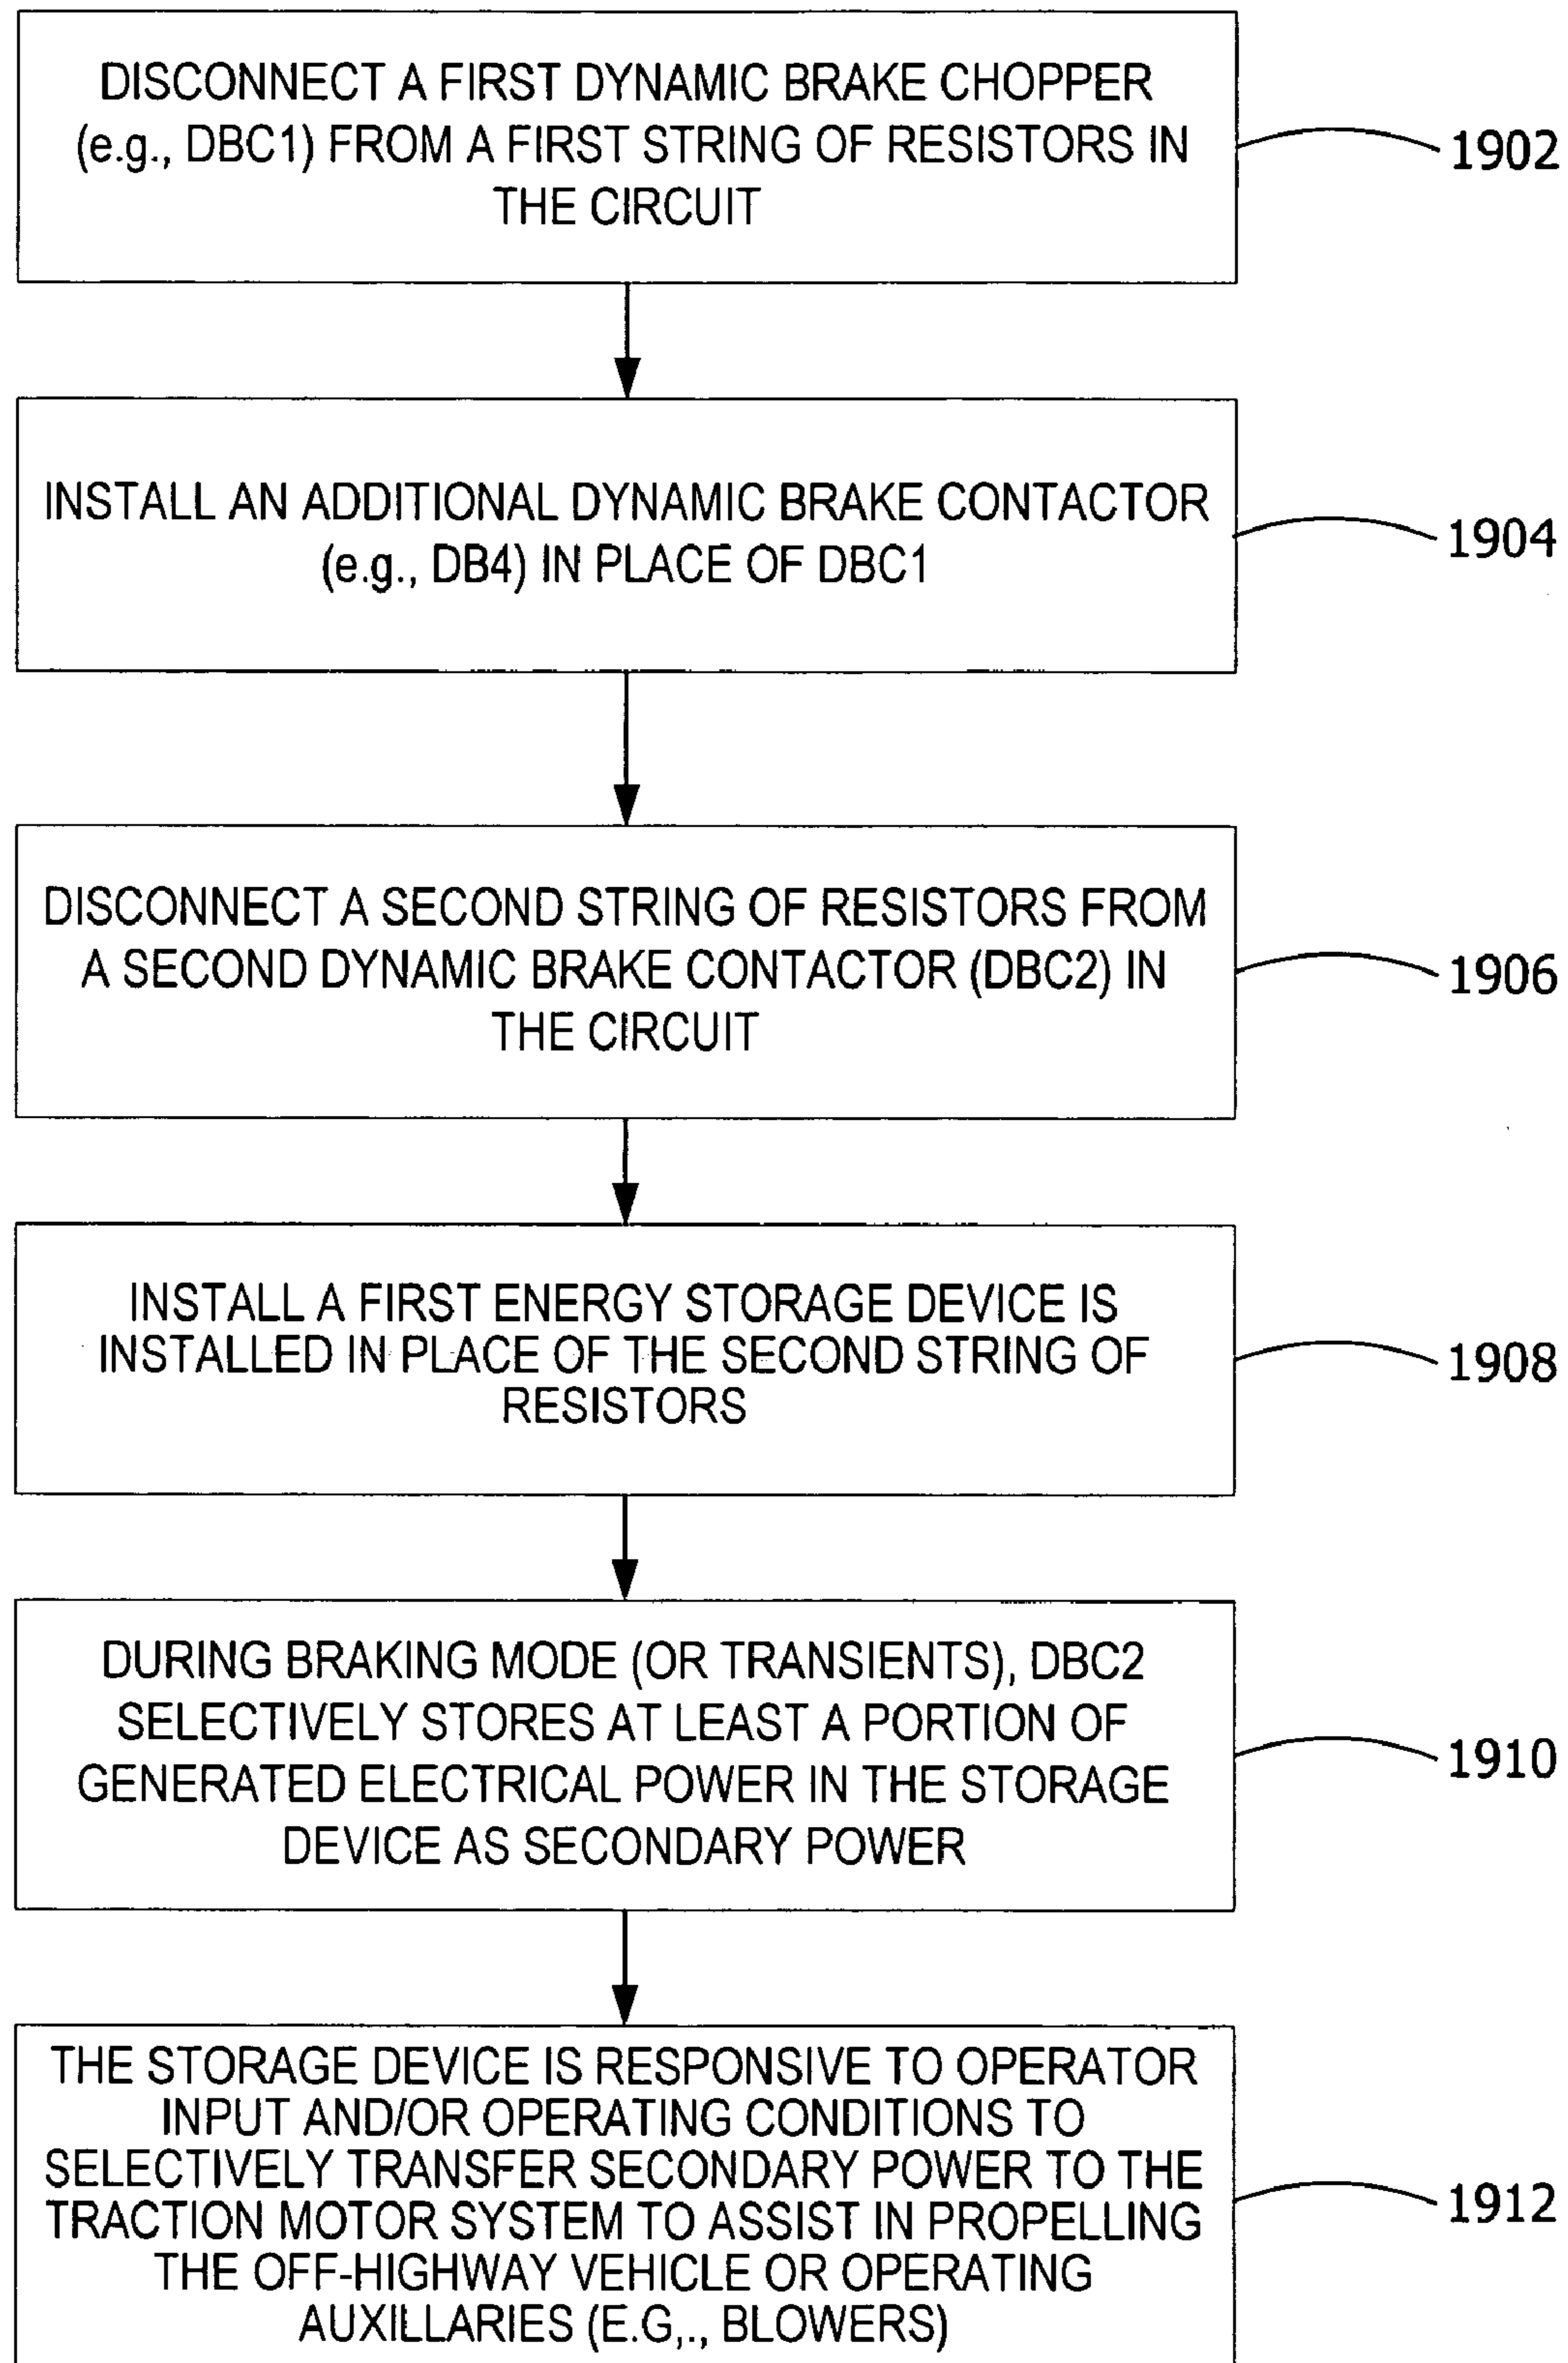 DISCONNECT A FIRST DYNAMIC BRAKE CHOPPER
(e.g., DBC1) FROM A FIRST STRING OF RESISTORS IN
THE CIRCUIT
1902
INSTALL AN ADDITIONAL DYNAMIC BRAKE CONTACTOR
(e.g., DB4) IN PLACE OF DBC1
1904
DISCONNECT A SECOND STRING OF RESISTORS FROM
A SECOND DYNAMIC BRAKE CONTACTOR (DBC2) IN
THE CIRCUIT
1906
INSTALL A FIRST ENERGY STORAGE DEVICE IS
INSTALLED IN PLACE OF THE SECOND STRING OF
RESISTORS
1908
DURING BRAKING MODE (OR TRANSIENTS), DBC2
SELECTIVELY STORES AT LEAST A PORTION OF
GENERATED ELECTRICAL POWER IN THE STORAGE
DEVICE AS SECONDARY POWER
1910
THE STORAGE DEVICE IS RESPONSIVE TO OPERATOR
INPUT AND/OR OPERATING CONDITIONS TO
SELECTIVELY TRANSFER SECONDARY POWER TO THE
TRACTION MOTOR SYSTEM TO ASSIST IN PROPELLING
THE OFF-HIGHWAY VEHICLE OR OPERATING
AUXILLARIES (E.G,., BLOWERS)
1912